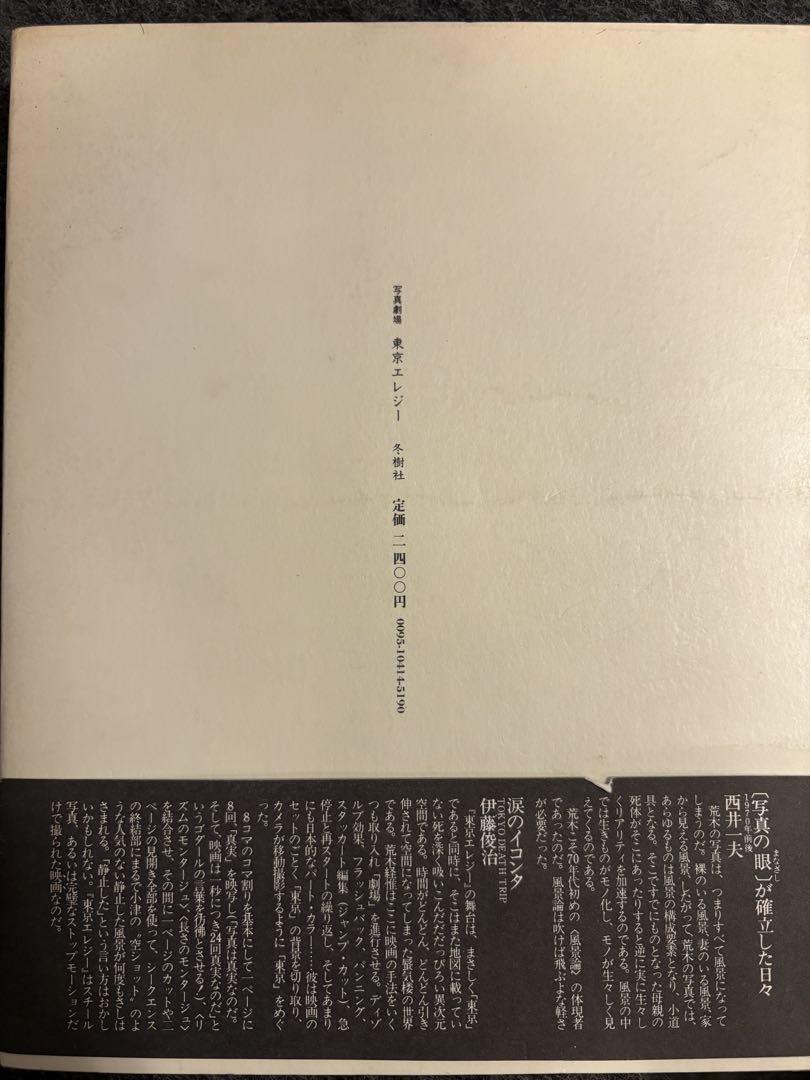 写真劇場　東京エレジー　冬樹社　定価 二四〇〇円　0095-10414-5190
〔写真の眼〕が確立した日々
まなざし
1970年前夜
西井一夫
荒木の写真は、つまりすべて風景になって
しまうのだ。裸のいる風景、妻のいる風景、家
から見える風景、したがって、荒木の写真では、
あらゆるものは風景の構成要素となり、小道
具となる。そこですでにものとなった母親の
死体がそこにあったりすると逆に実に生々し
くリアリティを加速するのである。風景の中
では生きものがモノ化し、モノが生々しく見
えてくるのである。
荒木こそ70年代初めの〈風景論〉の体現者
であったのだ。風景論は吹けば飛ぶよな軽さ
が必要だった。
涙のイコンタ
TOKYO DEATH TRIP
伊藤俊治
『東京エレジー』の舞台は、まさしく「東京」
であると同時に、そこはまた地図に載ってい
ない死を深く吸いこんだだだっぴろい異次元
空間である。時間がどんどん、どんどん引き
伸されて空間になってしまった蜃気楼の世界
である。荒木経惟はここに映画の手法をいく
つも取り入れ「劇場」を進行させる。ディゾ
ルブ効果、フラッシュバック、パンニング、
スタッカート編集（ジャンプ・カット）、急
停止と再スタートの繰り返し、そしてあまり
にも日本的なパート・カラー……彼は映画の
セットのごとく「東京」の背景を切り取り、
カメラが移動撮影するように「東京」をめぐ
った。
8コマのコマ割りを基本にして一ページに
8回、「真実」を映写し（「写真は真実なのだ。
そして、映画は一秒につき24回真実なのだ」と
いうゴダールの言葉を彷彿とさせる）、〈リ
ズムのモンタージュ〉〈長さのモンタージュ〉
を結合させ、その間に一ページのカットや二
ページの見開き全部を使って、シークエンス
の終結部にまるで小津の〝空ショット〟のよ
うな人気のない静止した風景が何度もさしは
さまれる。「静止した」という言い方はおかし
いかもしれない。『東京エレジー』はスチール
写真、あるいは完璧なストップモーションだ
けで撮られた映画なのだ。